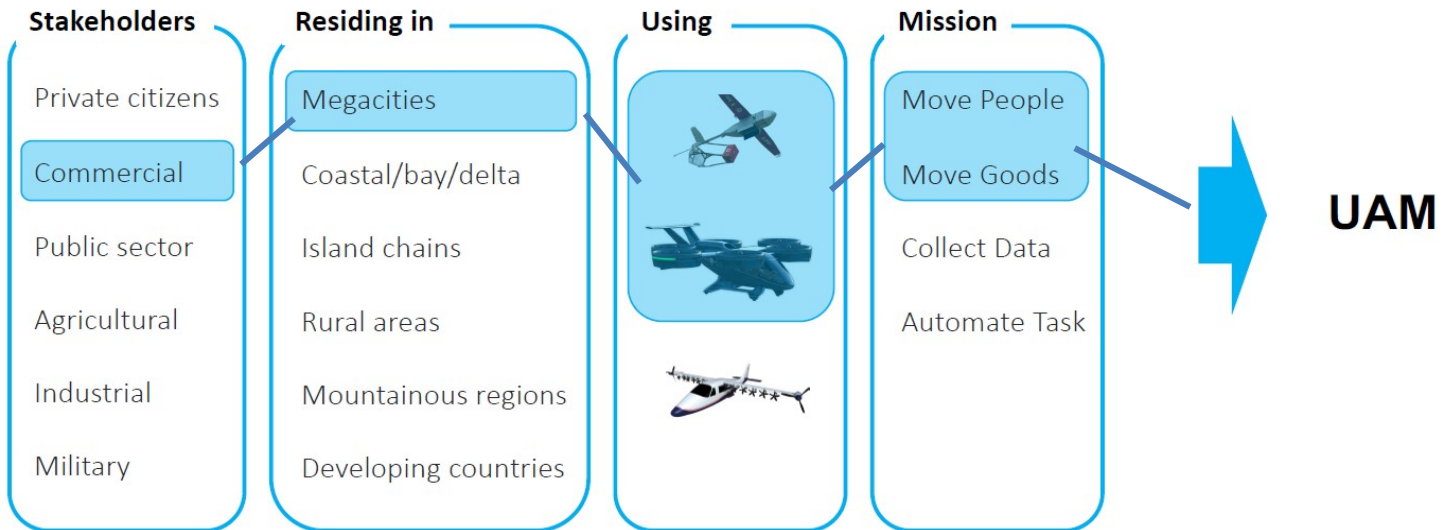 Stakeholders
Private citizens
Commercial
Public sector
Agricultural
Industrial
Military
Residing in
Megacities
Coastal/bay/delta
Island chains
Rural areas
Mountainous regions
Developing countries
Using
Mission
Move People
Move Goods
Collect Data
Automate Task
UAM